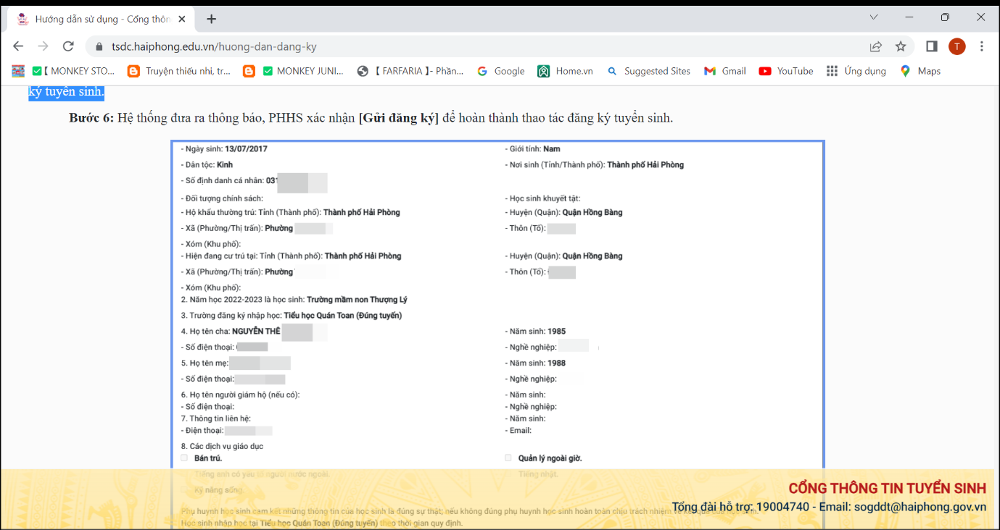 Hướng dẫn sử dụng - Cổng thôn
tsdc.haiphong.edu.vn/huong-dan-dang-ky
T
【 MONKEY STO... Truyện thiếu nhi, tr... MONKEY JUNI... 【 FARFARIA 】- Phần... Google Home.vn Suggested Sites Gmail YouTube Ứng dụng Maps
ký tuyển sinh.
Bước 6: Hệ thống đưa ra thông báo, PHHS xác nhận [Gửi đăng ký] để hoàn thành thao tác đăng ký tuyển sinh.
- Ngày sinh: 13/07/2017 - Giới tính: Nam
- Dân tộc: Kinh - Nơi sinh (Tỉnh/Thành phố): Thành phố Hải Phòng
- Số định danh cá nhân: 031
- Đối tượng chính sách: - Học sinh khuyết tật:
- Hộ khẩu thường trú: Tỉnh (Thành phố): Thành phố Hải Phòng - Huyện (Quận): Quận Hồng Bàng
- Xã (Phường/Thị trấn): Phường - Thôn (Tổ):
- Xóm (Khu phố):
- Hiện đang cư trú tại: Tỉnh (Thành phố): Thành phố Hải Phòng - Huyện (Quận): Quận Hồng Bàng
- Xã (Phường/Thị trấn): Phường - Thôn (Tổ):
- Xóm (Khu phố):
2. Năm học 2022-2023 là học sinh: Trường mầm non Thượng Lý
3. Trường đăng ký nhập học: Tiểu học Quán Toan (Đúng tuyến)
4. Họ tên cha: NGUYỄN THẾ - Năm sinh: 1985
- Số điện thoại: - Nghề nghiệp:
5. Họ tên mẹ: - Năm sinh: 1988
- Số điện thoại: - Nghề nghiệp:
6. Họ tên người giám hộ (nếu có): - Năm sinh:
- Số điện thoại: - Nghề nghiệp:
7. Thông tin liên hệ: - Năm sinh:
- Điện thoại: - Email:
8. Các dịch vụ giáo dục
Bán trú. Quản lý ngoài giờ.
Tiếng anh có yếu tố người nước ngoài. Tiếng nhật.
Kỹ năng sống.
CỔNG THÔNG TIN TUYỂN SINH
Tổng đài hỗ trợ: 19004740 - Email: sogddt@haiphong.gov.vn
Phụ huynh học sinh cam kết những thông tin của học sinh là đúng sự thật; nếu không đúng phụ huynh học sinh hoàn toàn chịu trách nhiệm về kết quả của học sinh.
Học sinh nhập học tại Tiểu học Quán Toan (Đúng tuyến) theo thời gian quy định.